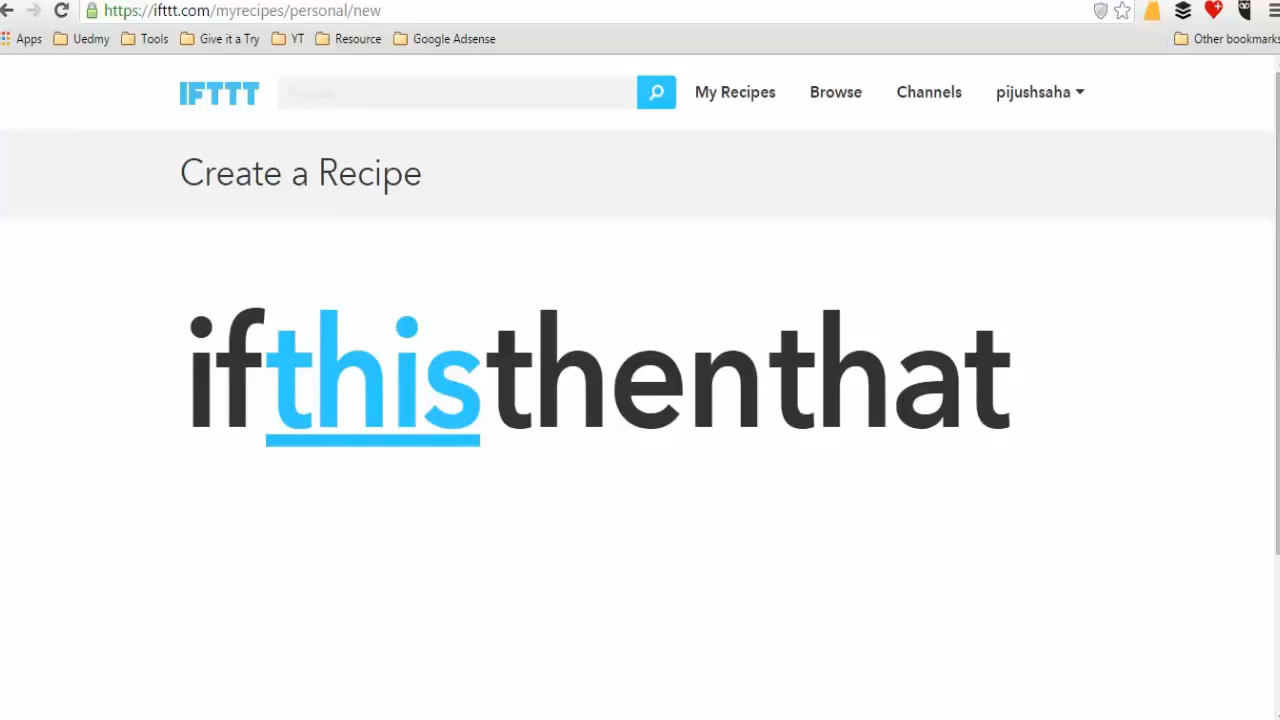 https://ifttt.com/myrecipes/personal/new
Apps Uedmy Tools Give it a Try YT Resource Google Adsense Other bookmarks
IFTTT My Recipes Browse Channels pijushsaha
Create a Recipe
ifthisthenthat